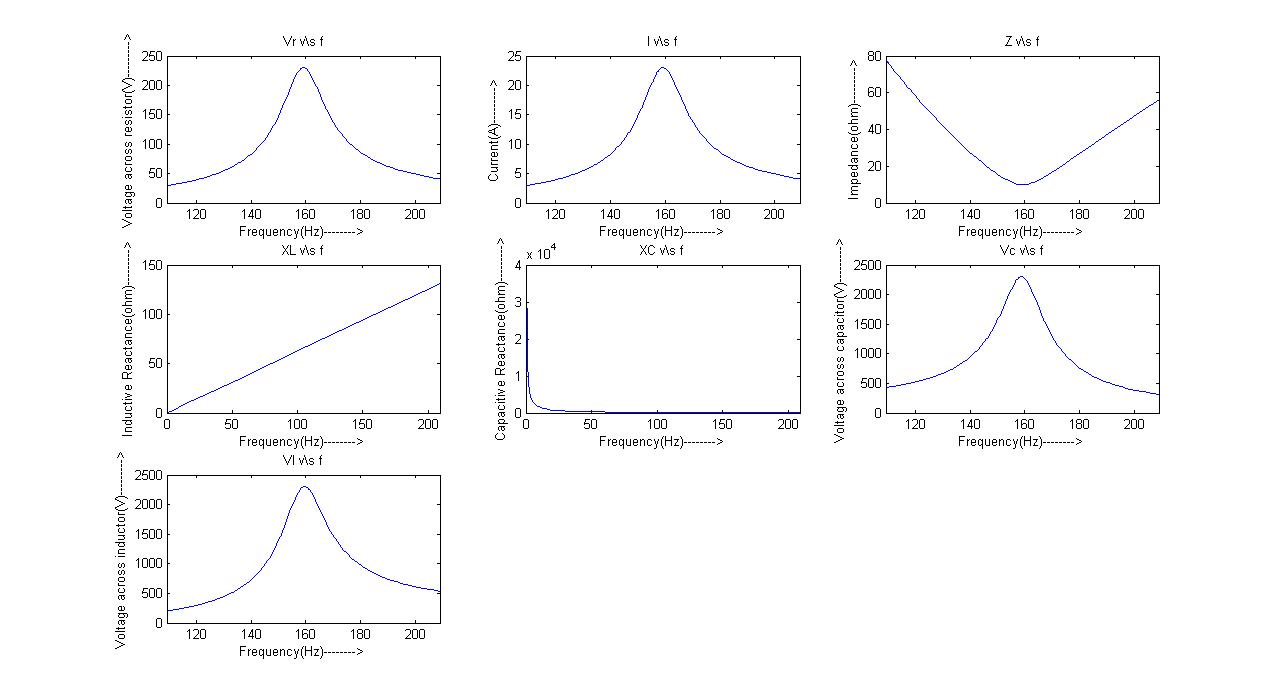 Vr v\s f
Voltage across resistor(V)-------->
250
200
150
100
50
0
120 140 160 180 200
Frequency(Hz)-------->
I v\s f
Current(A)-------->
25
20
15
10
5
0
120 140 160 180 200
Frequency(Hz)-------->
Z v\s f
Impedance(ohm)-------->
80
60
40
20
0
120 140 160 180 200
Frequency(Hz)-------->
XL v\s f
Inductive Reactance(ohm)-------->
150
100
50
0
0 50 100 150 200
Frequency(Hz)-------->
XC v\s f
x 10^4
Capacitive Reactance(ohm)-------->
4
3
2
1
0
0 50 100 150 200
Frequency(Hz)-------->
Vc v\s f
Voltage across capacitor(V)-------->
2500
2000
1500
1000
500
0
120 140 160 180 200
Frequency(Hz)-------->
Vl v\s f
Voltage across inductor(V)-------->
2500
2000
1500
1000
500
0
120 140 160 180 200
Frequency(Hz)-------->